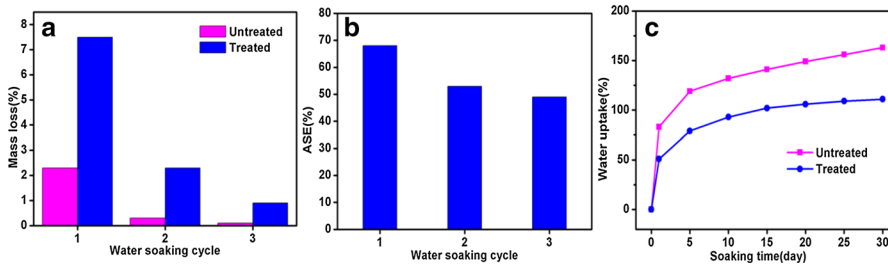 a
Untreated
Treated
Mass loss(%)
8
7
6
5
4
3
2
1
0
1 2 3
Water soaking cycle
b
ASE(%)
80
70
60
50
40
30
20
10
0
1 2 3
Water soaking cycle
c
Water uptake(%)
200
150
100
50
0
Untreated
Treated
0 5 10 15 20 25 30
Soaking time(day)